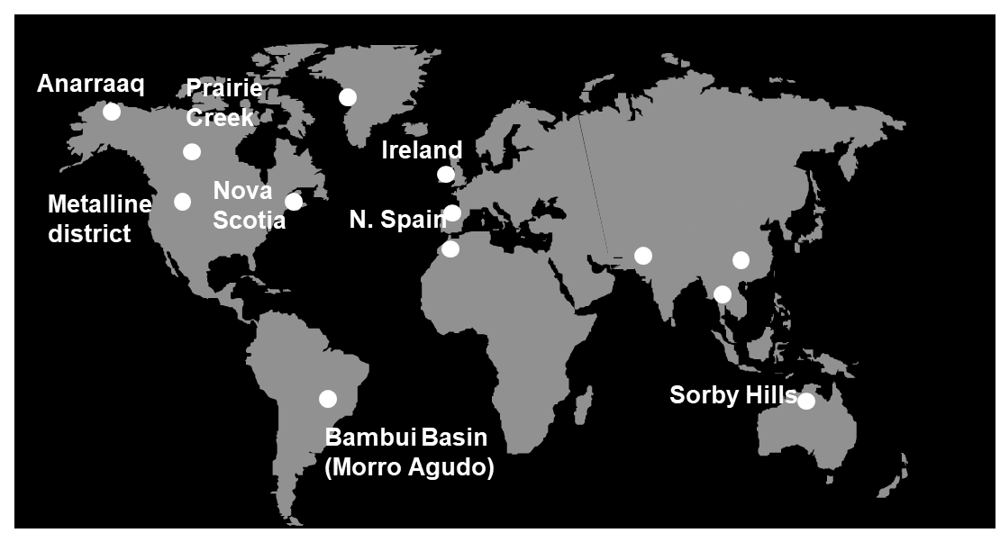 Anarraaq
Prairie
Creek
Ireland
Metalline
district
Nova
Scotia
N. Spain
Sorby Hills
Bambui Basin
(Morro Agudo)